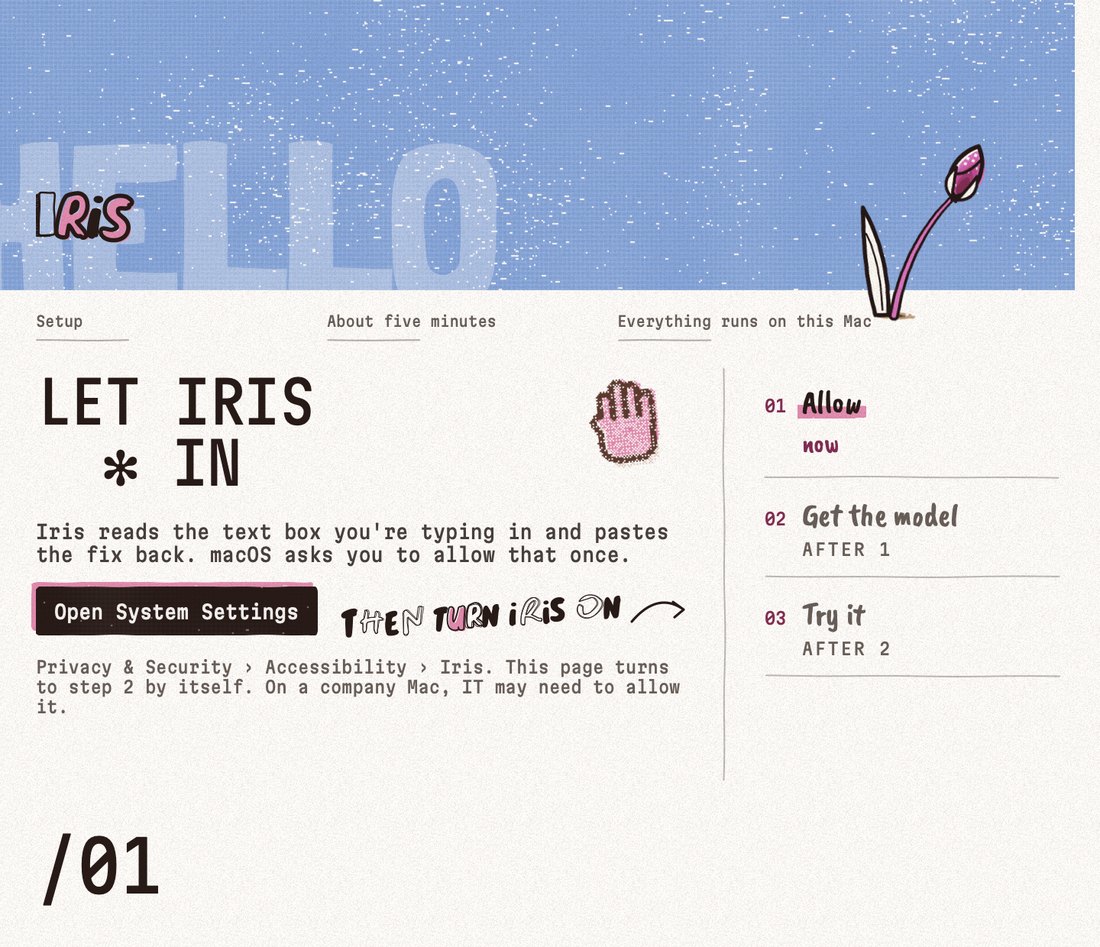 HELLO
IRiS
Setup
About five minutes
Everything runs on this Mac
LET IRIS
* IN
Iris reads the text box you're typing in and pastes
the fix back. macOS asks you to allow that once.
Open System Settings
THEN TURN iRiS ON
Privacy & Security › Accessibility › Iris. This page turns
to step 2 by itself. On a company Mac, IT may need to allow
it.
01 Allow
now
02 Get the model
AFTER 1
03 Try it
AFTER 2
/01